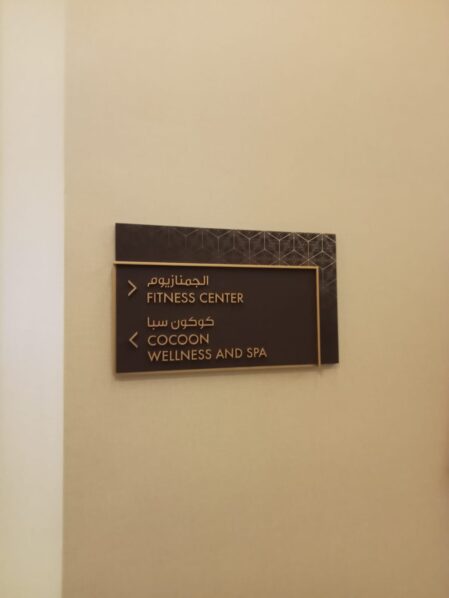 الجمنازيوم
FITNESS CENTER
كوكون سبا
COCOON
WELLNESS AND SPA